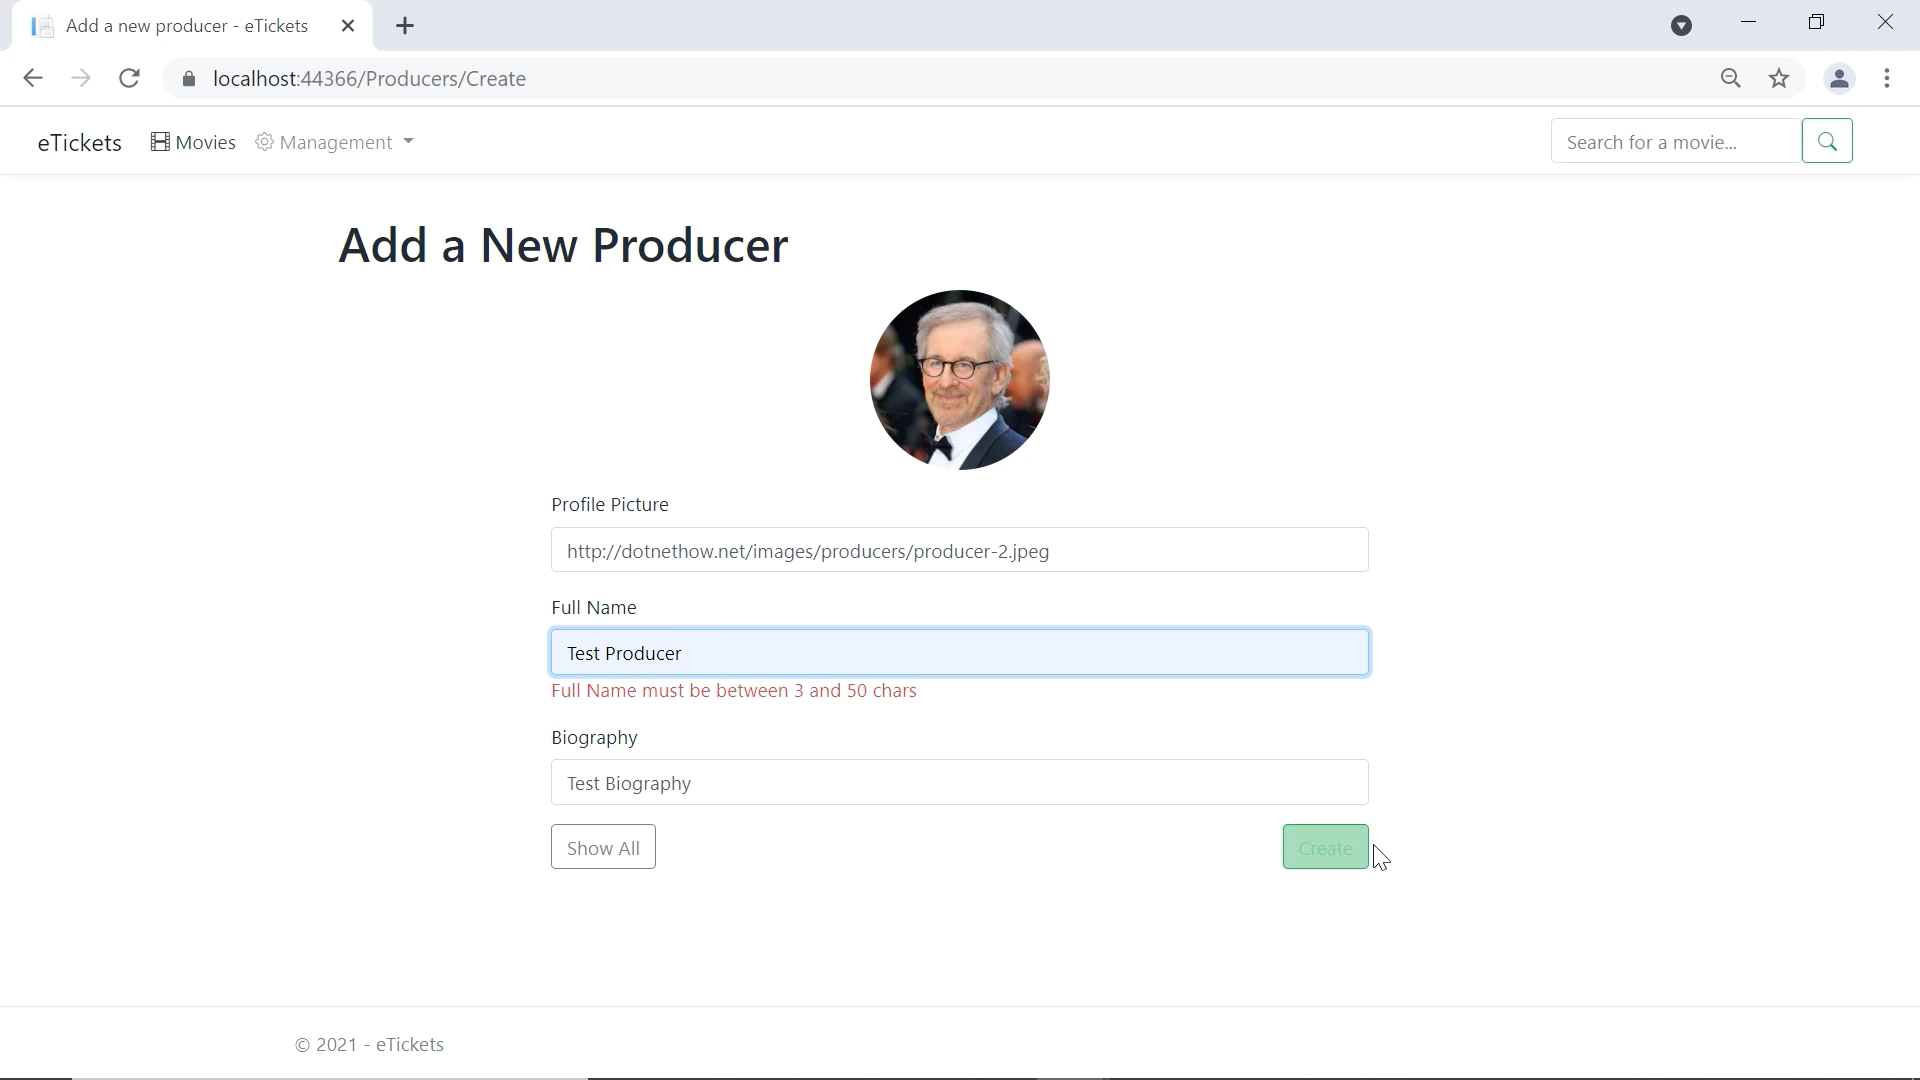 Add a new producer - eTickets
localhost:44366/Producers/Create
eTickets Movies Management Search for a movie...
Add a New Producer
Profile Picture
http://dotnethow.net/images/producers/producer-2.jpeg
Full Name
Test Producer
Full Name must be between 3 and 50 chars
Biography
Test Biography
Show All Create
© 2021 - eTickets